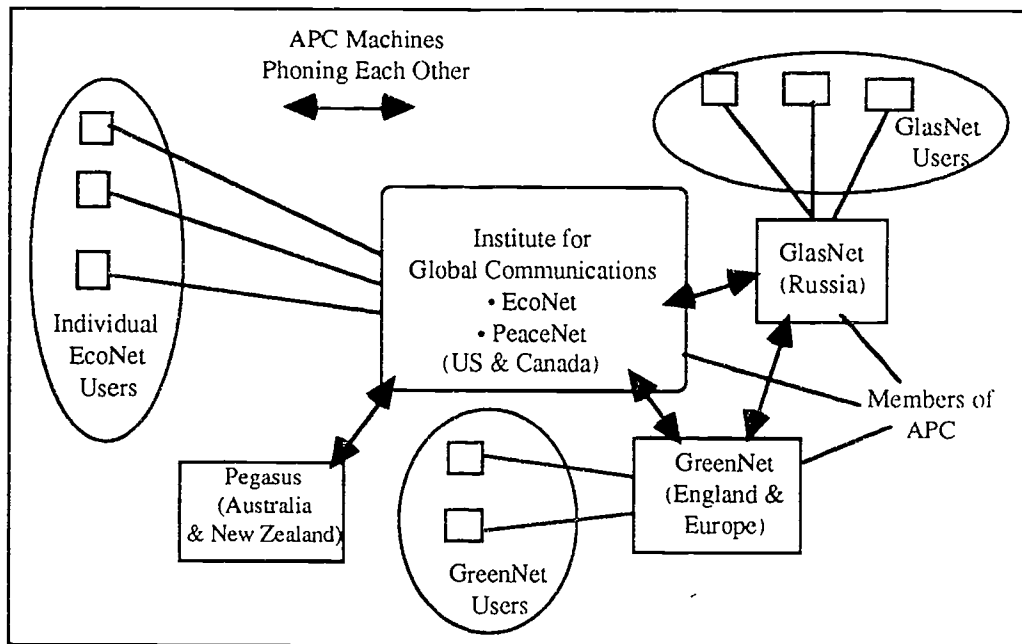 APC Machines
Phoning Each Other
GlasNet
Users
Institute for
Global Communications
• EcoNet
• PeaceNet
(US & Canada)
GlasNet
(Russia)
Individual
EcoNet
Users
Members of
APC
Pegasus
(Australia
& New Zealand)
GreenNet
(England &
Europe)
GreenNet
Users